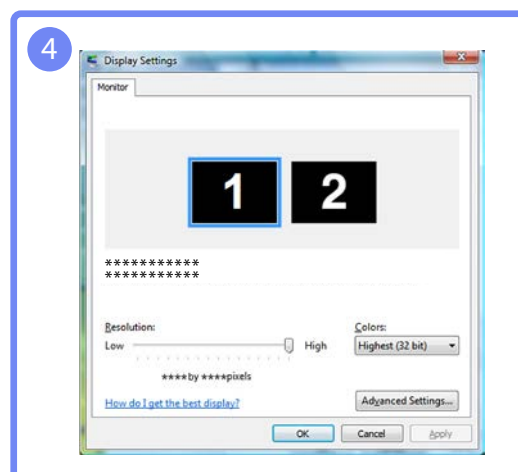 4
Display Settings
Monitor
1 2
***********
***********
Resolution:
Low High
****by ****pixels
Colors:
Highest (32 bit)
How do I get the best display?
Advanced Settings...
OK Cancel Apply